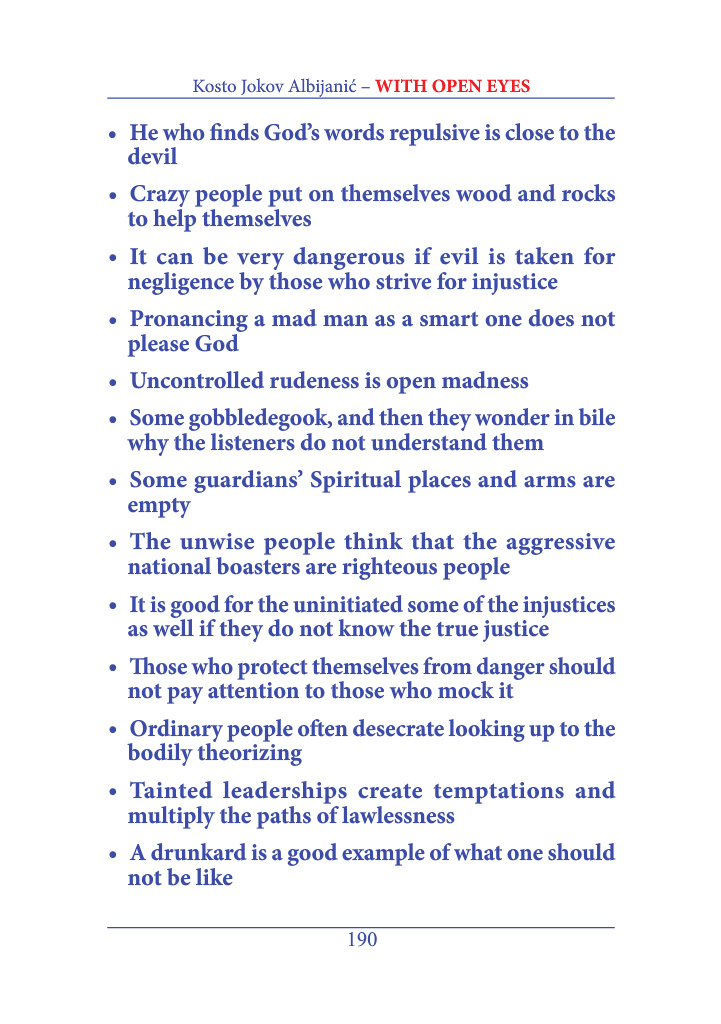 Kosto Jokov Albijanić – WITH OPEN EYES
• He who finds God’s words repulsive is close to the
devil
• Crazy people put on themselves wood and rocks
to help themselves
• It can be very dangerous if evil is taken for
negligence by those who strive for injustice
• Pronancing a mad man as a smart one does not
please God
• Uncontrolled rudeness is open madness
• Some gobbledegook, and then they wonder in bile
why the listeners do not understand them
• Some guardians’ Spiritual places and arms are
empty
• The unwise people think that the aggressive
national boasters are righteous people
• It is good for the uninitiated some of the injustices
as well if they do not know the true justice
• Those who protect themselves from danger should
not pay attention to those who mock it
• Ordinary people often desecrate looking up to the
bodily theorizing
• Tainted leaderships create temptations and
multiply the paths of lawlessness
• A drunkard is a good example of what one should
not be like
190